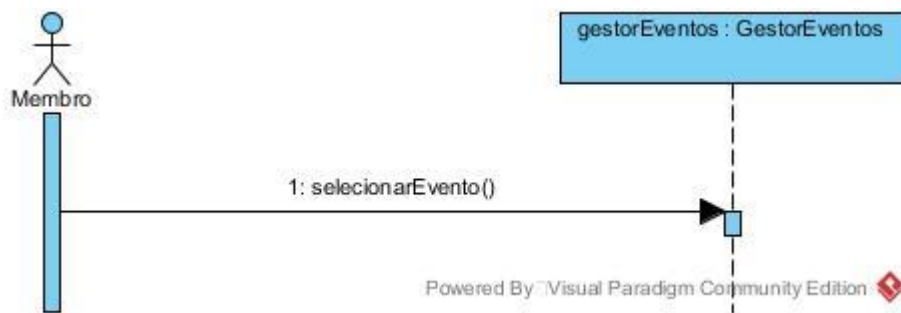 gestorEventos : GestorEventos
Membro
1: selecionarEvento()
Powered By Visual Paradigm Community Edition